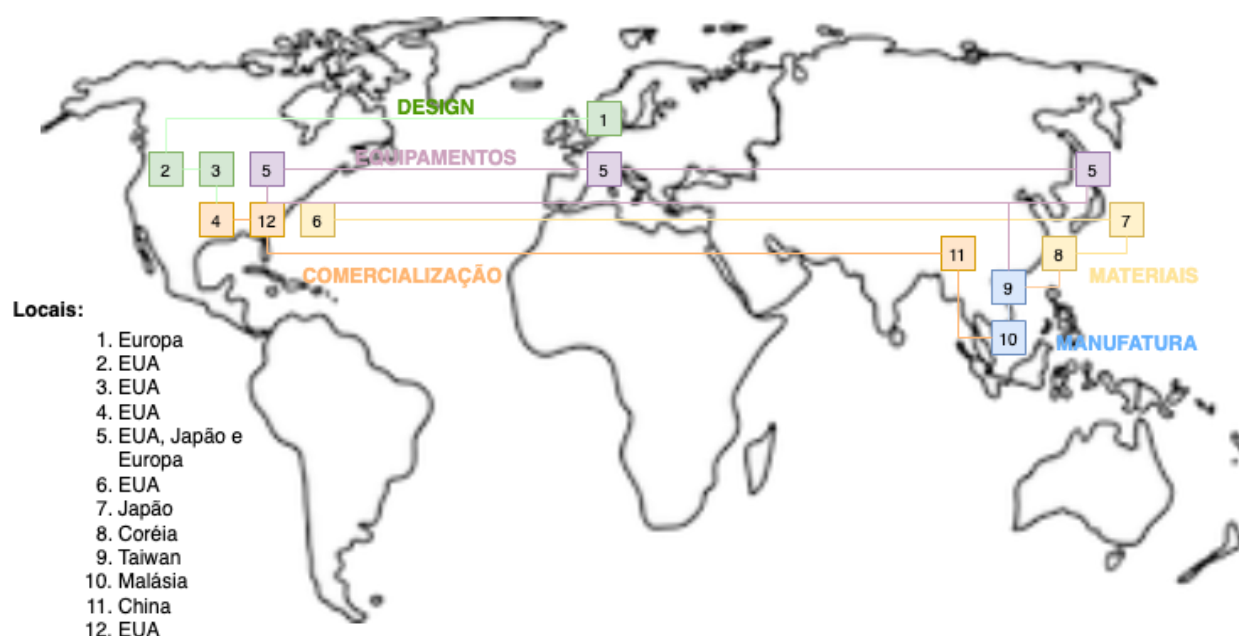 DESIGN
1
EQUIPAMENTOS
2
3
5
5
5
4
12
6
7
COMERCIALIZAÇÃO
11
8
MATERIAIS
9
10
MANUFATURA
Locais:
1. Europa
2. EUA
3. EUA
4. EUA
5. EUA, Japão e
Europa
6. EUA
7. Japão
8. Coréia
9. Taiwan
10. Malásia
11. China
12. EUA